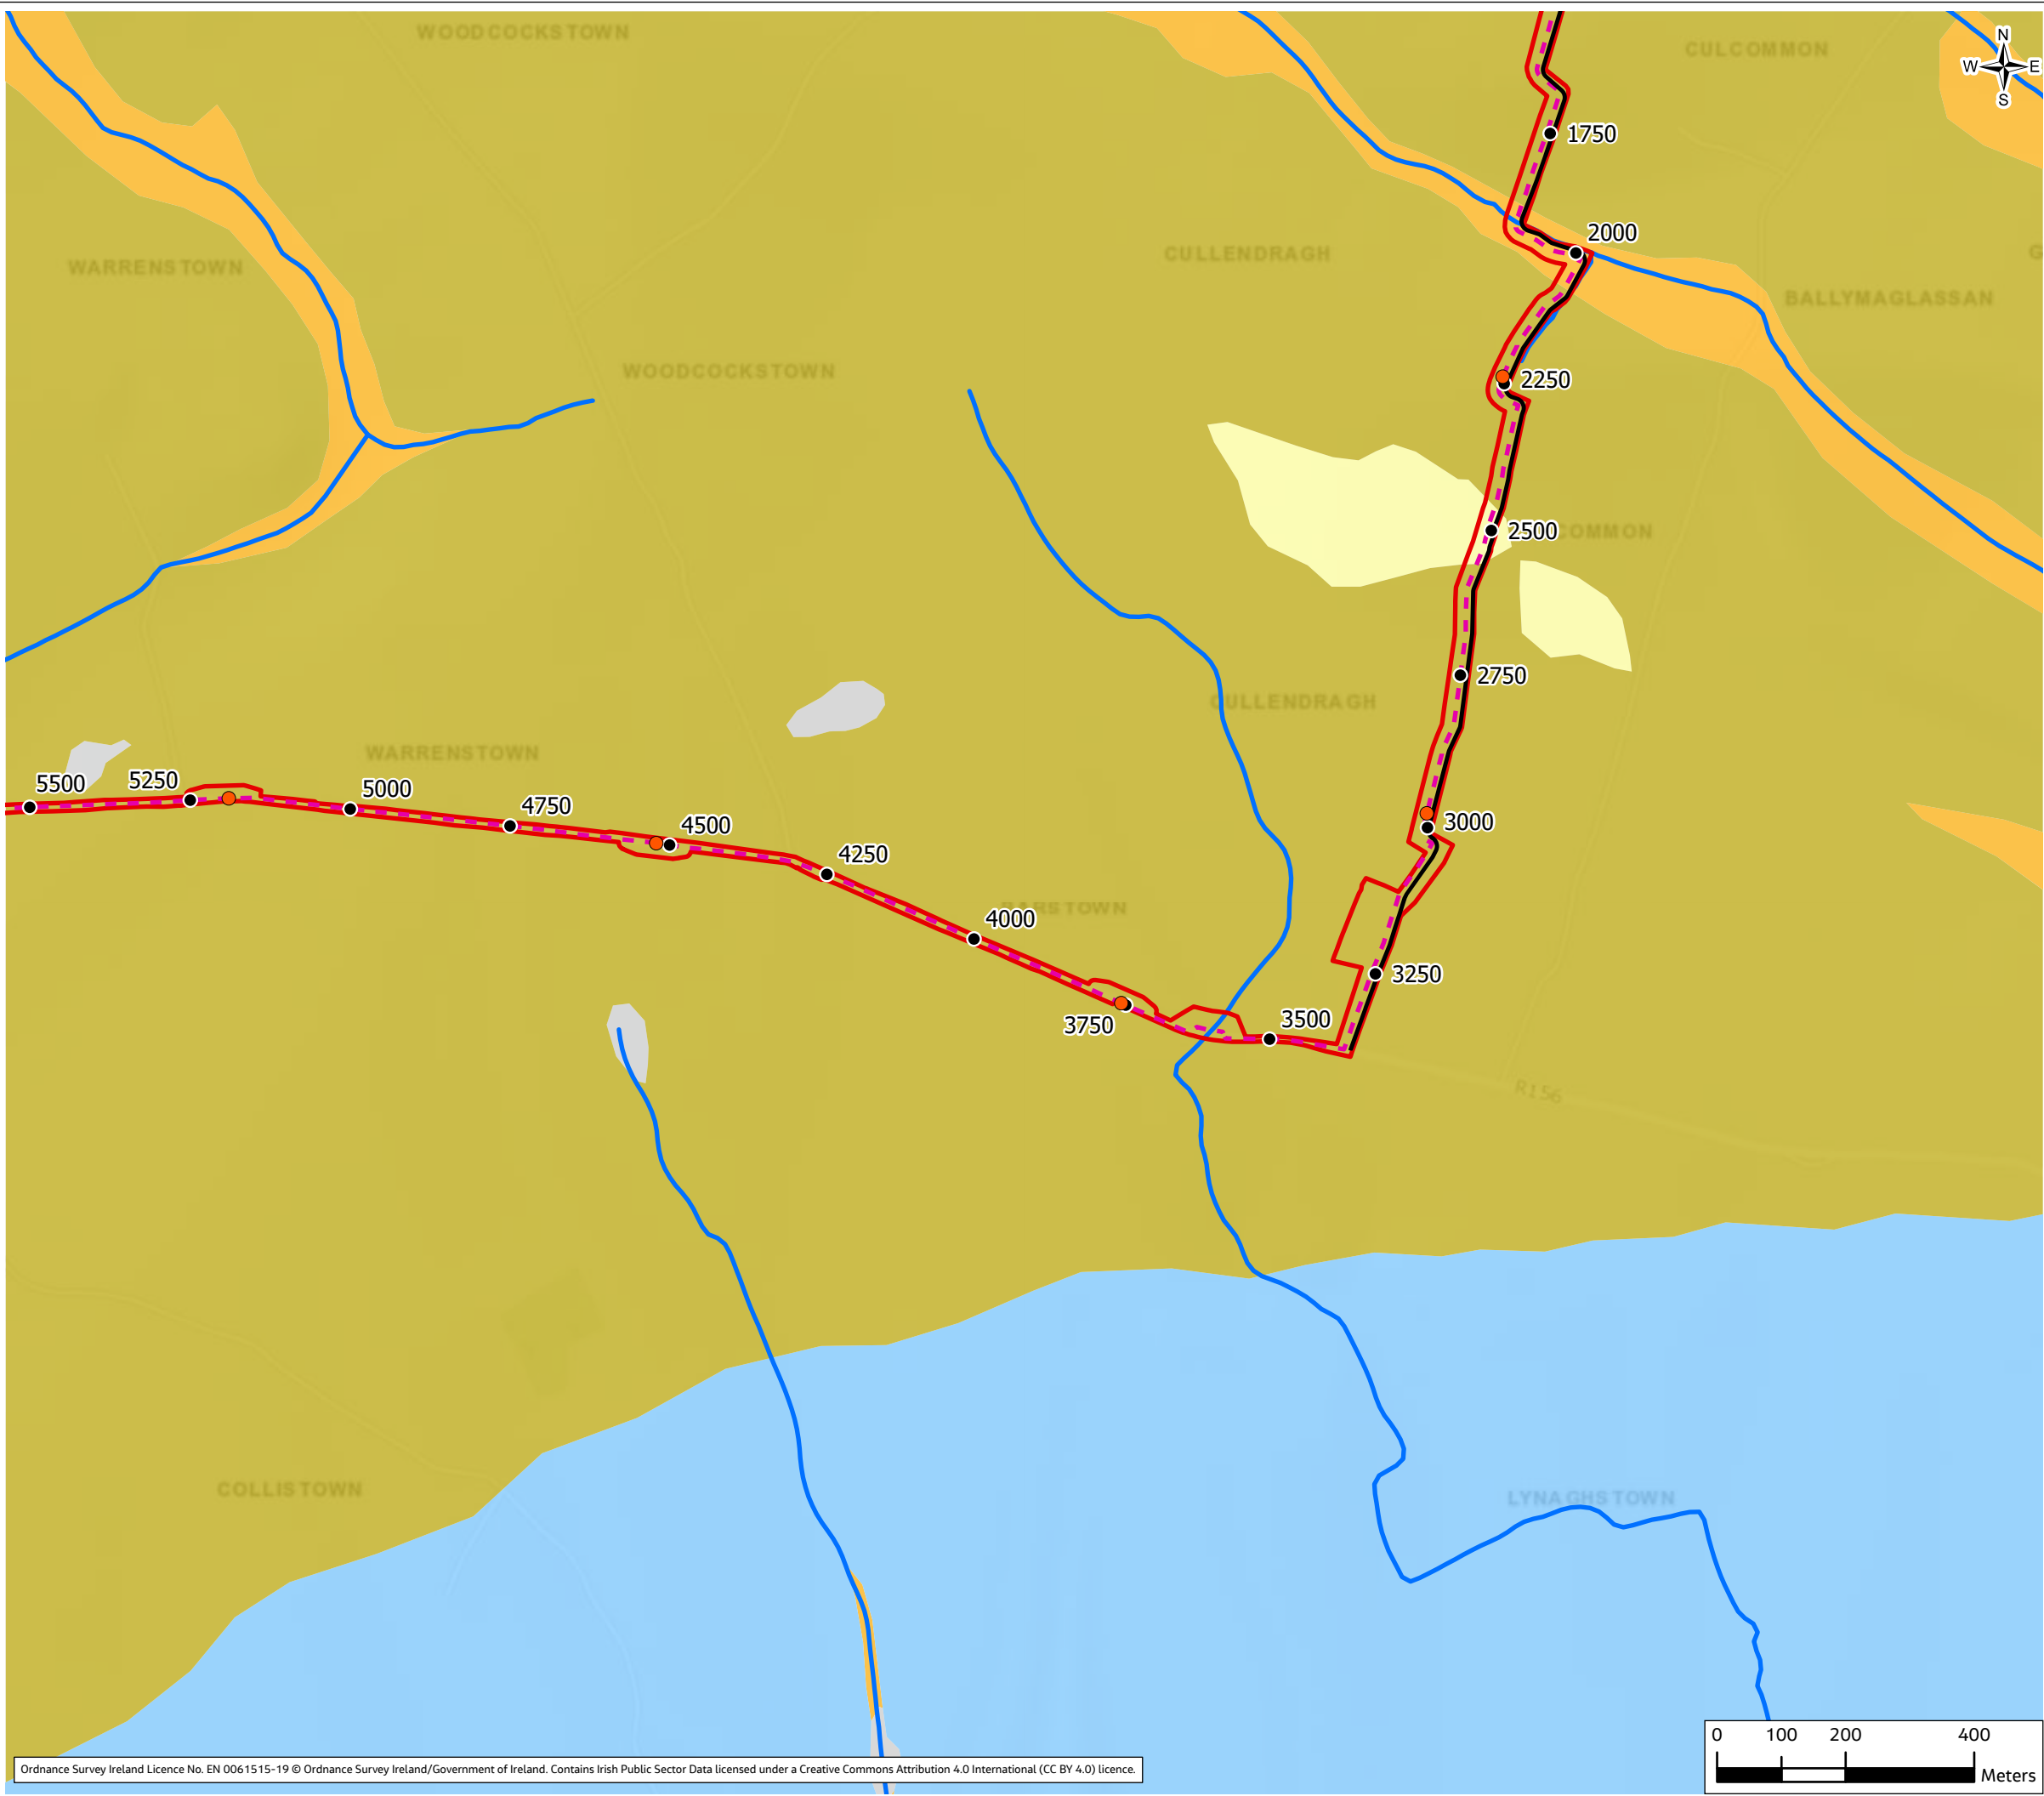 WOODCOCKSTOWN
CULCOMMON
N
W E
S
1750
2000
WARRENSTOWN
CULLENDRAGH
G
BALLYMAGLASSAN
WOODCOCKSTOWN
2250
2500
COMMON
2750
CULLENDRAGH
WARRENSTOWN
5500
5250
5000
4750
4500
4250
3000
4000
3250
3750
3500
R156
COLLISTOWN
LYNAGHSTOWN
0 100 200 400
Meters
Ordnance Survey Ireland Licence No. EN 0061515-19 © Ordnance Survey Ireland/Government of Ireland. Contains Irish Public Sector Data licensed under a Creative Commons Attribution 4.0 International (CC BY 4.0) licence.